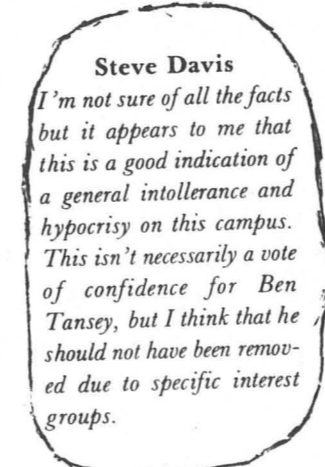 Steve Davis
I'm not sure of all the facts
but it appears to me that
this is a good indication of
a general intollerance and
hypocrisy on this campus.
This isn't necessarily a vote
of confidence for Ben
Tansey, but I think that he
should not have been remov-
ed due to specific interest
groups.